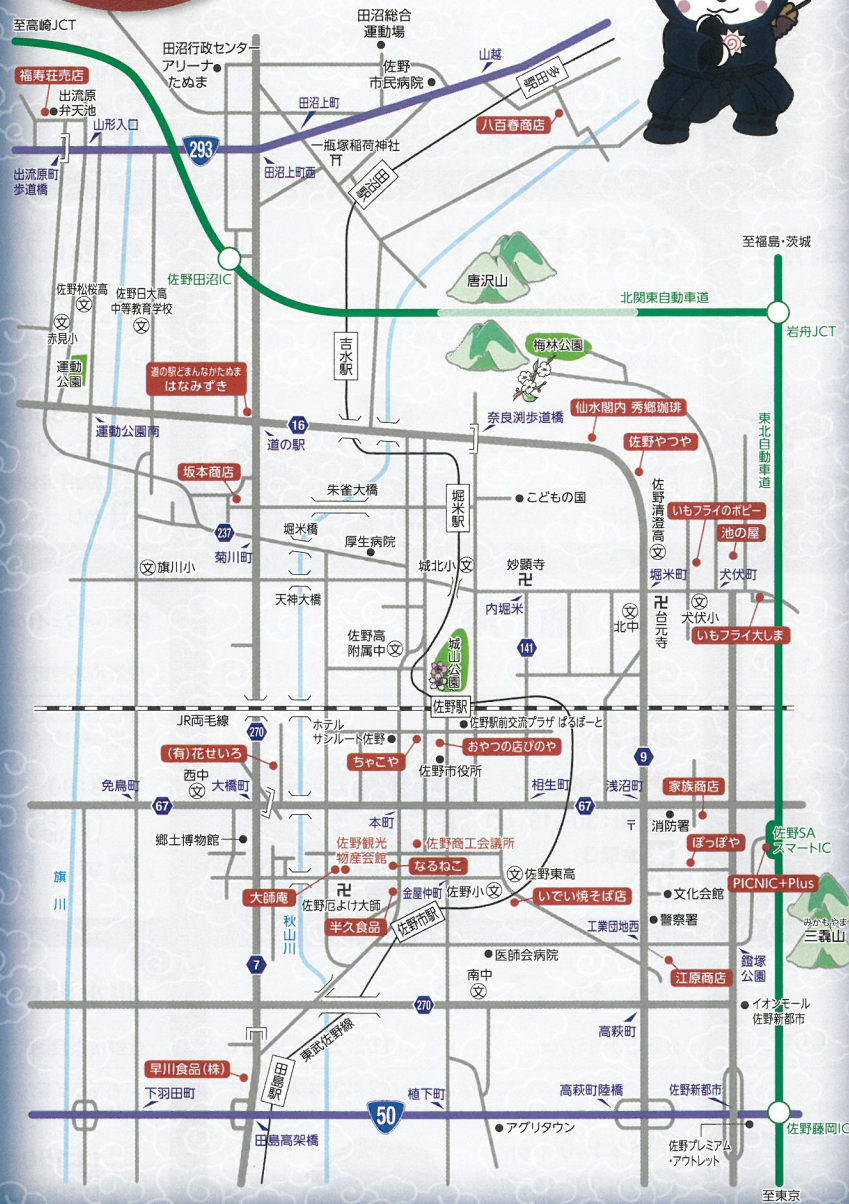 至高崎JCT
田沼総合
運動場
田沼行政センター
アリーナ
たぬま
佐野
市民病院
山越
多田駅
福寿荘売店
出流原
弁天池
山形入口
田沼上町
八百春商店
293
一瓶塚稲荷神社
出流原町
歩道橋
田沼上町西
田沼駅
至福島・茨城
佐野田沼IC
唐沢山
北関東自動車道
岩舟JCT
佐野松桜高
佐野日大高
中等教育学校
文
文
文
赤見小
吉水駅
梅林公園
運動
公園
道の駅どまんなかたぬま
はなみずき
仙水閣内 秀郷珈琲
東北自動車道
運動公園南
16
道の駅
奈良渕歩道橋
佐野やつや
坂本商店
朱雀大橋
堀米駅
こどもの国
佐野清澄高
文
いもフライのポピー
池の屋
237
菊川町
堀米橋
厚生病院
文旗川小
城北小文
妙顕寺
卍
堀米町
犬伏町
天神大橋
内堀米
文
北中
卍台元寺
文
犬伏小
いもフライ大しま
佐野高
附属中
文
城山公園
141
佐野駅
JR両毛線
270
ホテル
サンルート佐野
佐野駅前交流プラザ ぱるぽーと
(有)花せいろ
ちゃこや
おやつの店ぴのや
佐野市役所
9
免鳥町
西中
文
大橋町
相生町
浅沼町
家族商店
67
67
本町
〒
消防署
佐野SA
スマートIC
郷土博物館
佐野観光
物産会館
佐野商工会議所
ぽっぽや
なるねこ
PICNIC+Plus
旗川
大師庵
卍
佐野厄よけ大師
金屋仲町
佐野小文
文佐野東高
いでい焼そば店
文化会館
秋山川
半久食品
佐野市駅
工業団地西
警察署
みかもやま
三毳山
7
医師会病院
江原商店
鐙塚
公園
南中
文
270
高萩町
イオンモール
佐野新都市
東武佐野線
早川食品(株)
田島駅
下羽田町
50
植下町
高萩町陸橋
佐野新都市
田島高架橋
アグリタウン
佐野プレミアム
・アウトレット
佐野藤岡IC
至東京